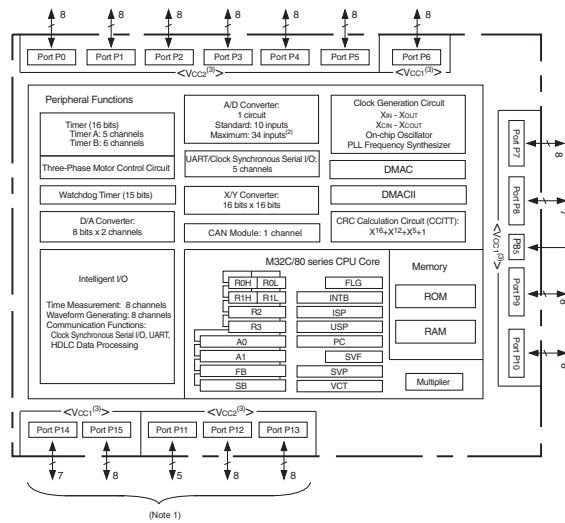 8 8 8 8 8 8 8
Port P0 Port P1 Port P2 Port P3 Port P4 Port P5 Port P6
<VCC2(3)> <VCC1(3)>
Peripheral Functions
Timer (16 bits)
Timer A: 5 channels
Timer B: 6 channels
Three-Phase Motor Control Circuit
Watchdog Timer (15 bits)
D/A Converter:
8 bits x 2 channels
A/D Converter:
1 circuit
Standard: 10 inputs
Maximum: 34 inputs(2)
UART/Clock Synchronous Serial I/O:
5 channels
X/Y Converter:
16 bits x 16 bits
CAN Module: 1 channel
Clock Generation Circuit
XIN - XOUT
XCIN - XCOUT
On-chip Oscillator
PLL Frequency Synthesizer
DMAC
DMACII
CRC Calculation Circuit (CCITT):
X16+X12+X5+1
Intelligent I/O
Time Measurement: 8 channels
Waveform Generating: 8 channels
Communication Functions:
Clock Synchronous Serial I/O, UART,
HDLC Data Processing
M32C/80 series CPU Core
R0H R0L
R1H R1L
R2
R3
A0
A1
FB
SB
FLG
INTB
ISP
USP
PC
SVF
SVP
VCT
Memory
ROM
RAM
Multiplier
<VCC1(3)>
Port P7
8
Port P8
7
P85
Port P9
8
Port P10
8
<VCC1(3)> <VCC2(3)>
Port P14 Port P15 Port P11 Port P12 Port P13
7 8 5 8 8
(Note 1)